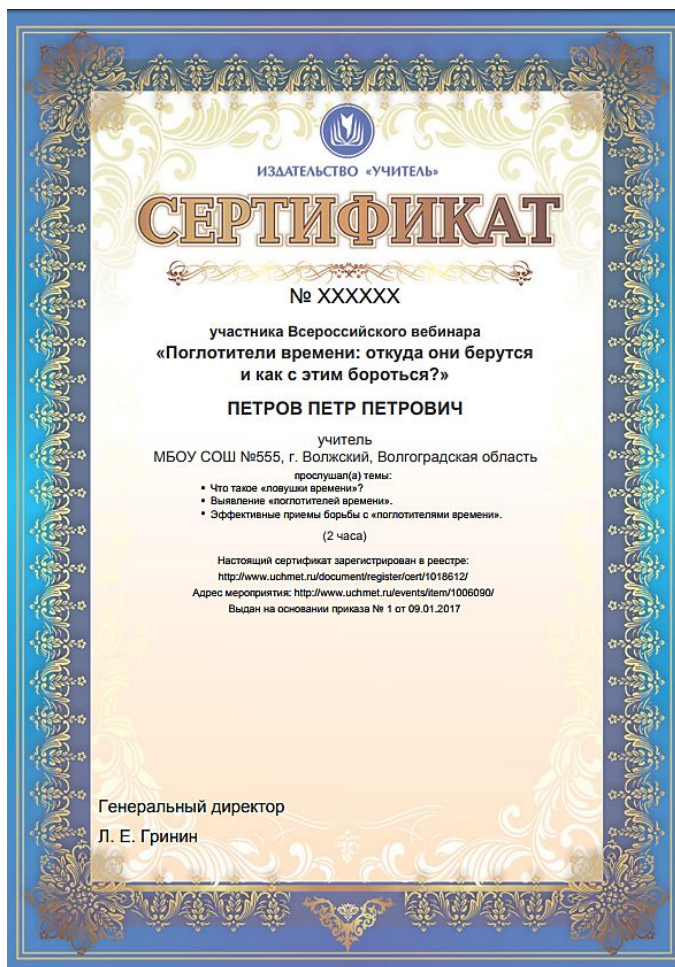 ИЗДАТЕЛЬСТВО «УЧИТЕЛЬ»
СЕРТИФИКАТ
№ XXXXXX
участника Всероссийского вебинара
«Поглотители времени: откуда они берутся
и как с этим бороться?»
ПЕТРОВ ПЕТР ПЕТРОВИЧ
учитель
МБОУ СОШ №555, г. Волжский, Волгоградская область
прослушал(а) темы:
• Что такое «ловушки времени»?
• Выявление «поглотителей времени».
• Эффективные приемы борьбы с «поглотителями времени».
(2 часа)
Настоящий сертификат зарегистрирован в реестре:
http://www.uchmet.ru/document/register/cert/1018612/
Адрес мероприятия: http://www.uchmet.ru/events/item/1006090/
Выдан на основании приказа № 1 от 09.01.2017
Генеральный директор
Л. Е. Гринин